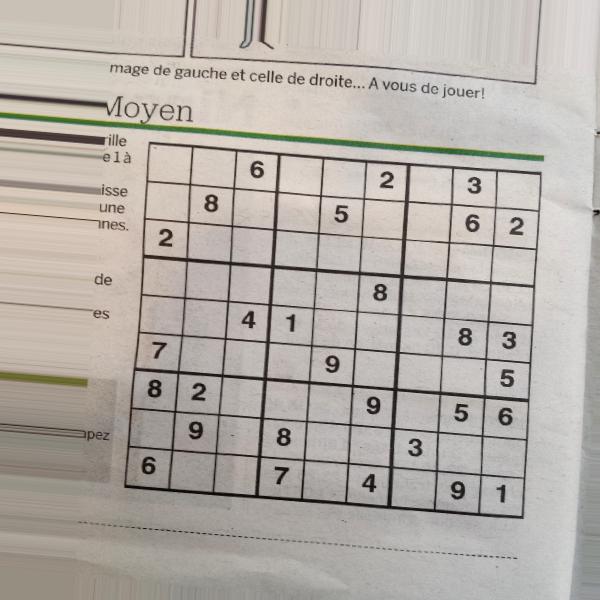 mage de gauche et celle de droite... A vous de jouer!
Moyen
rille
e 1 à
isse
une
ines.
de
es
pez
6 2 3
8 5 6 2
2
8
4 1 8 3
7 9 5
8 2 9 5 6
9 8 3
6 7 4 9 1